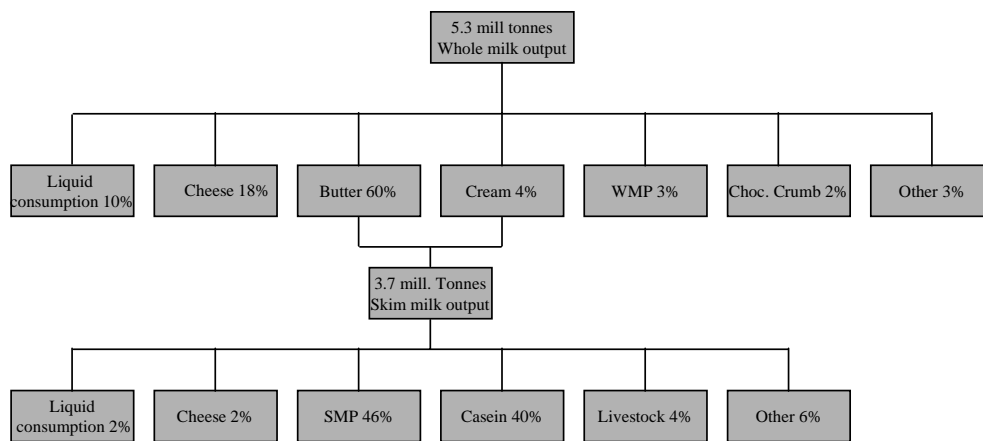 5.3 mill tonnes
Whole milk output
Liquid
consumption 10%
Cheese 18%
Butter 60%
Cream 4%
WMP 3%
Choc. Crumb 2%
Other 3%
3.7 mill. Tonnes
Skim milk output
Liquid
consumption 2%
Cheese 2%
SMP 46%
Casein 40%
Livestock 4%
Other 6%